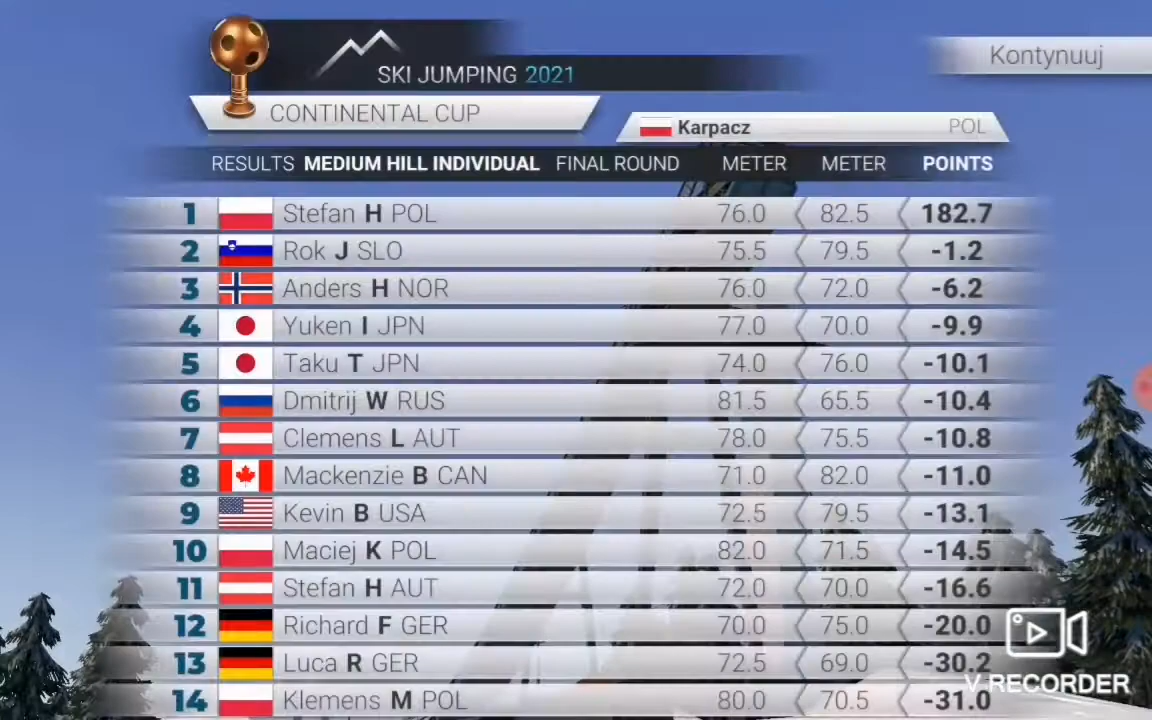 SKI JUMPING 2021
Kontynuuj
CONTINENTAL CUP
Karpacz POL
RESULTS MEDIUM HILL INDIVIDUAL FINAL ROUND METER METER POINTS
1 Stefan H POL 76.0 82.5 182.7
2 Rok J SLO 75.5 79.5 -1.2
3 Anders H NOR 76.0 72.0 -6.2
4 Yuken I JPN 77.0 70.0 -9.9
5 Taku T JPN 74.0 76.0 -10.1
6 Dmitrij W RUS 81.5 65.5 -10.4
7 Clemens L AUT 78.0 75.5 -10.8
8 Mackenzie B CAN 71.0 82.0 -11.0
9 Kevin B USA 72.5 79.5 -13.1
10 Maciej K POL 82.0 71.5 -14.5
11 Stefan H AUT 72.0 70.0 -16.6
12 Richard F GER 70.0 75.0 -20.0
13 Luca R GER 72.5 69.0 -30.2
14 Klemens M POL 80.0 70.5 -31.0
V RECORDER